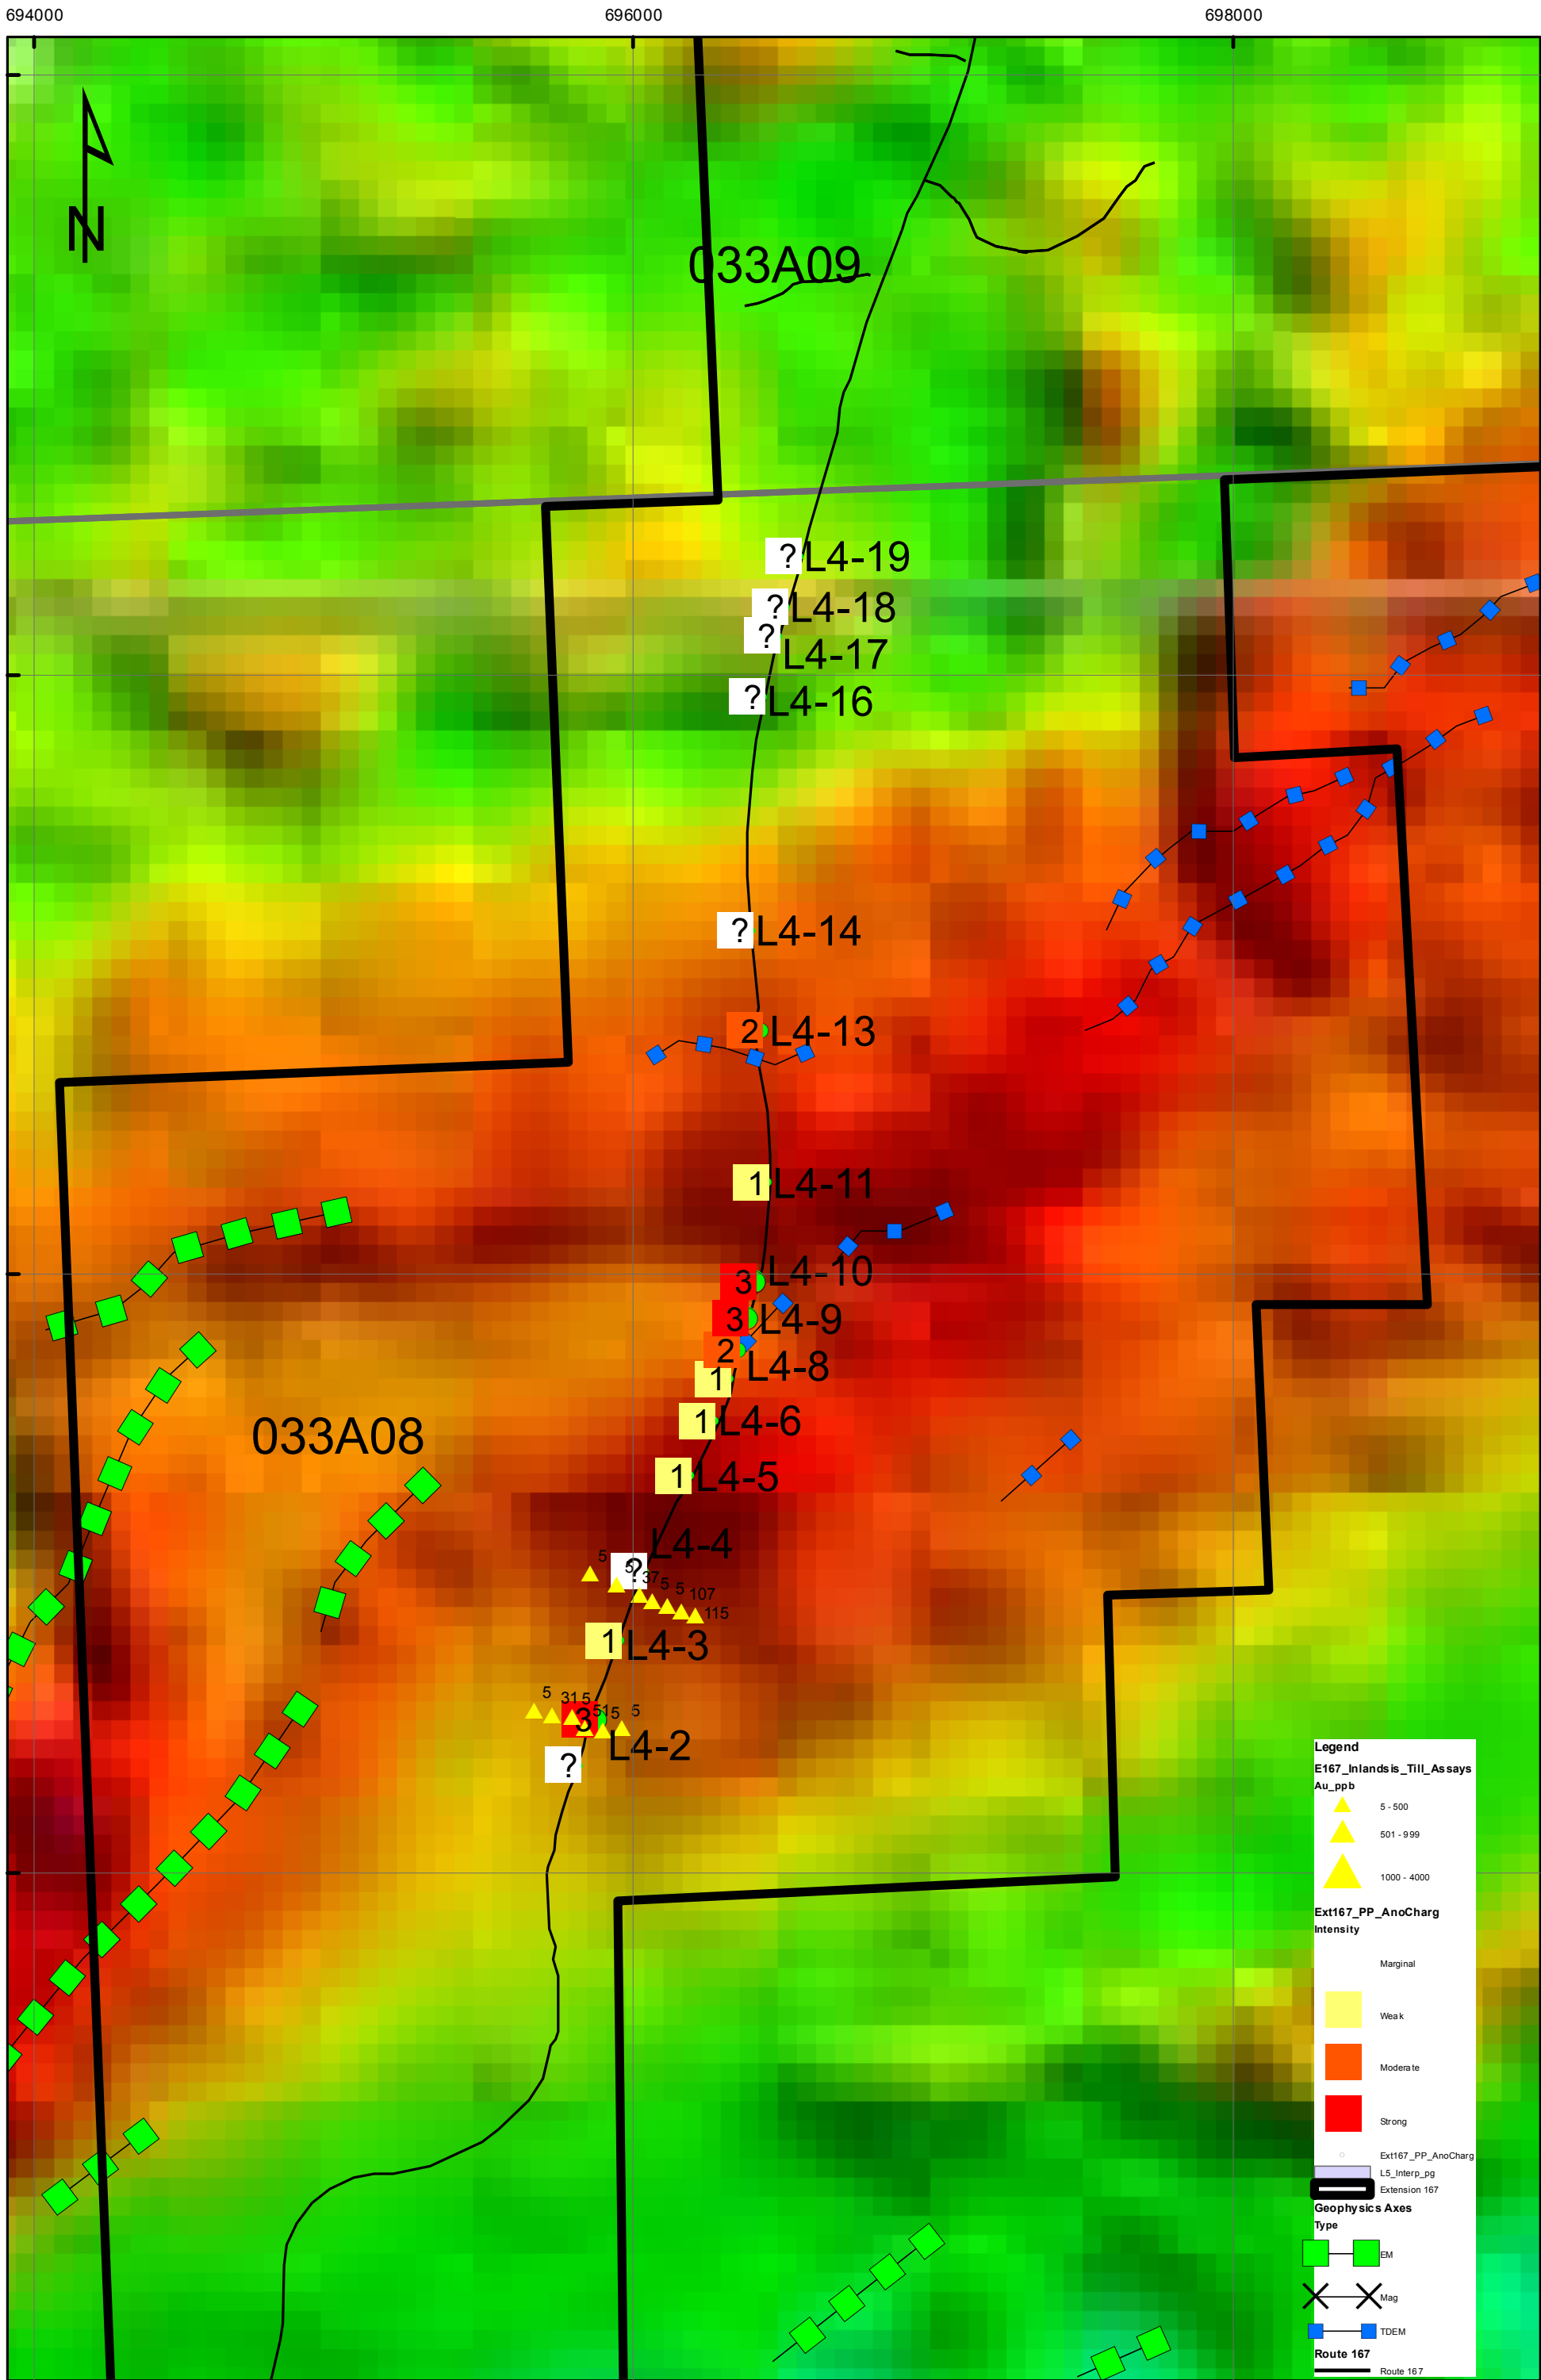 694000 696000 698000
N
033A09
? L4-19
? L4-18
? L4-17
? L4-16
? L4-14
2 L4-13
1 L4-11
3 L4-10
3 L4-9
2 L4-8
1
1 L4-6
1 L4-5
033A08
L4-4
?
5
5
37
5
5
107
115
1 L4-3
5
31
5
3
51
5
5
L4-2
?
Legend
E167_Inlandsis_Till_Assays
Au_ppb
5 - 500
501 - 999
1000 - 4000
Ext167_PP_AnoCharg
Intensity
Marginal
Weak
Moderate
Strong
Ext167_PP_AnoCharg
L5_Interp_pg
Extension 167
Geophysics Axes
Type
EM
Mag
TDEM
Route 167
Route 167